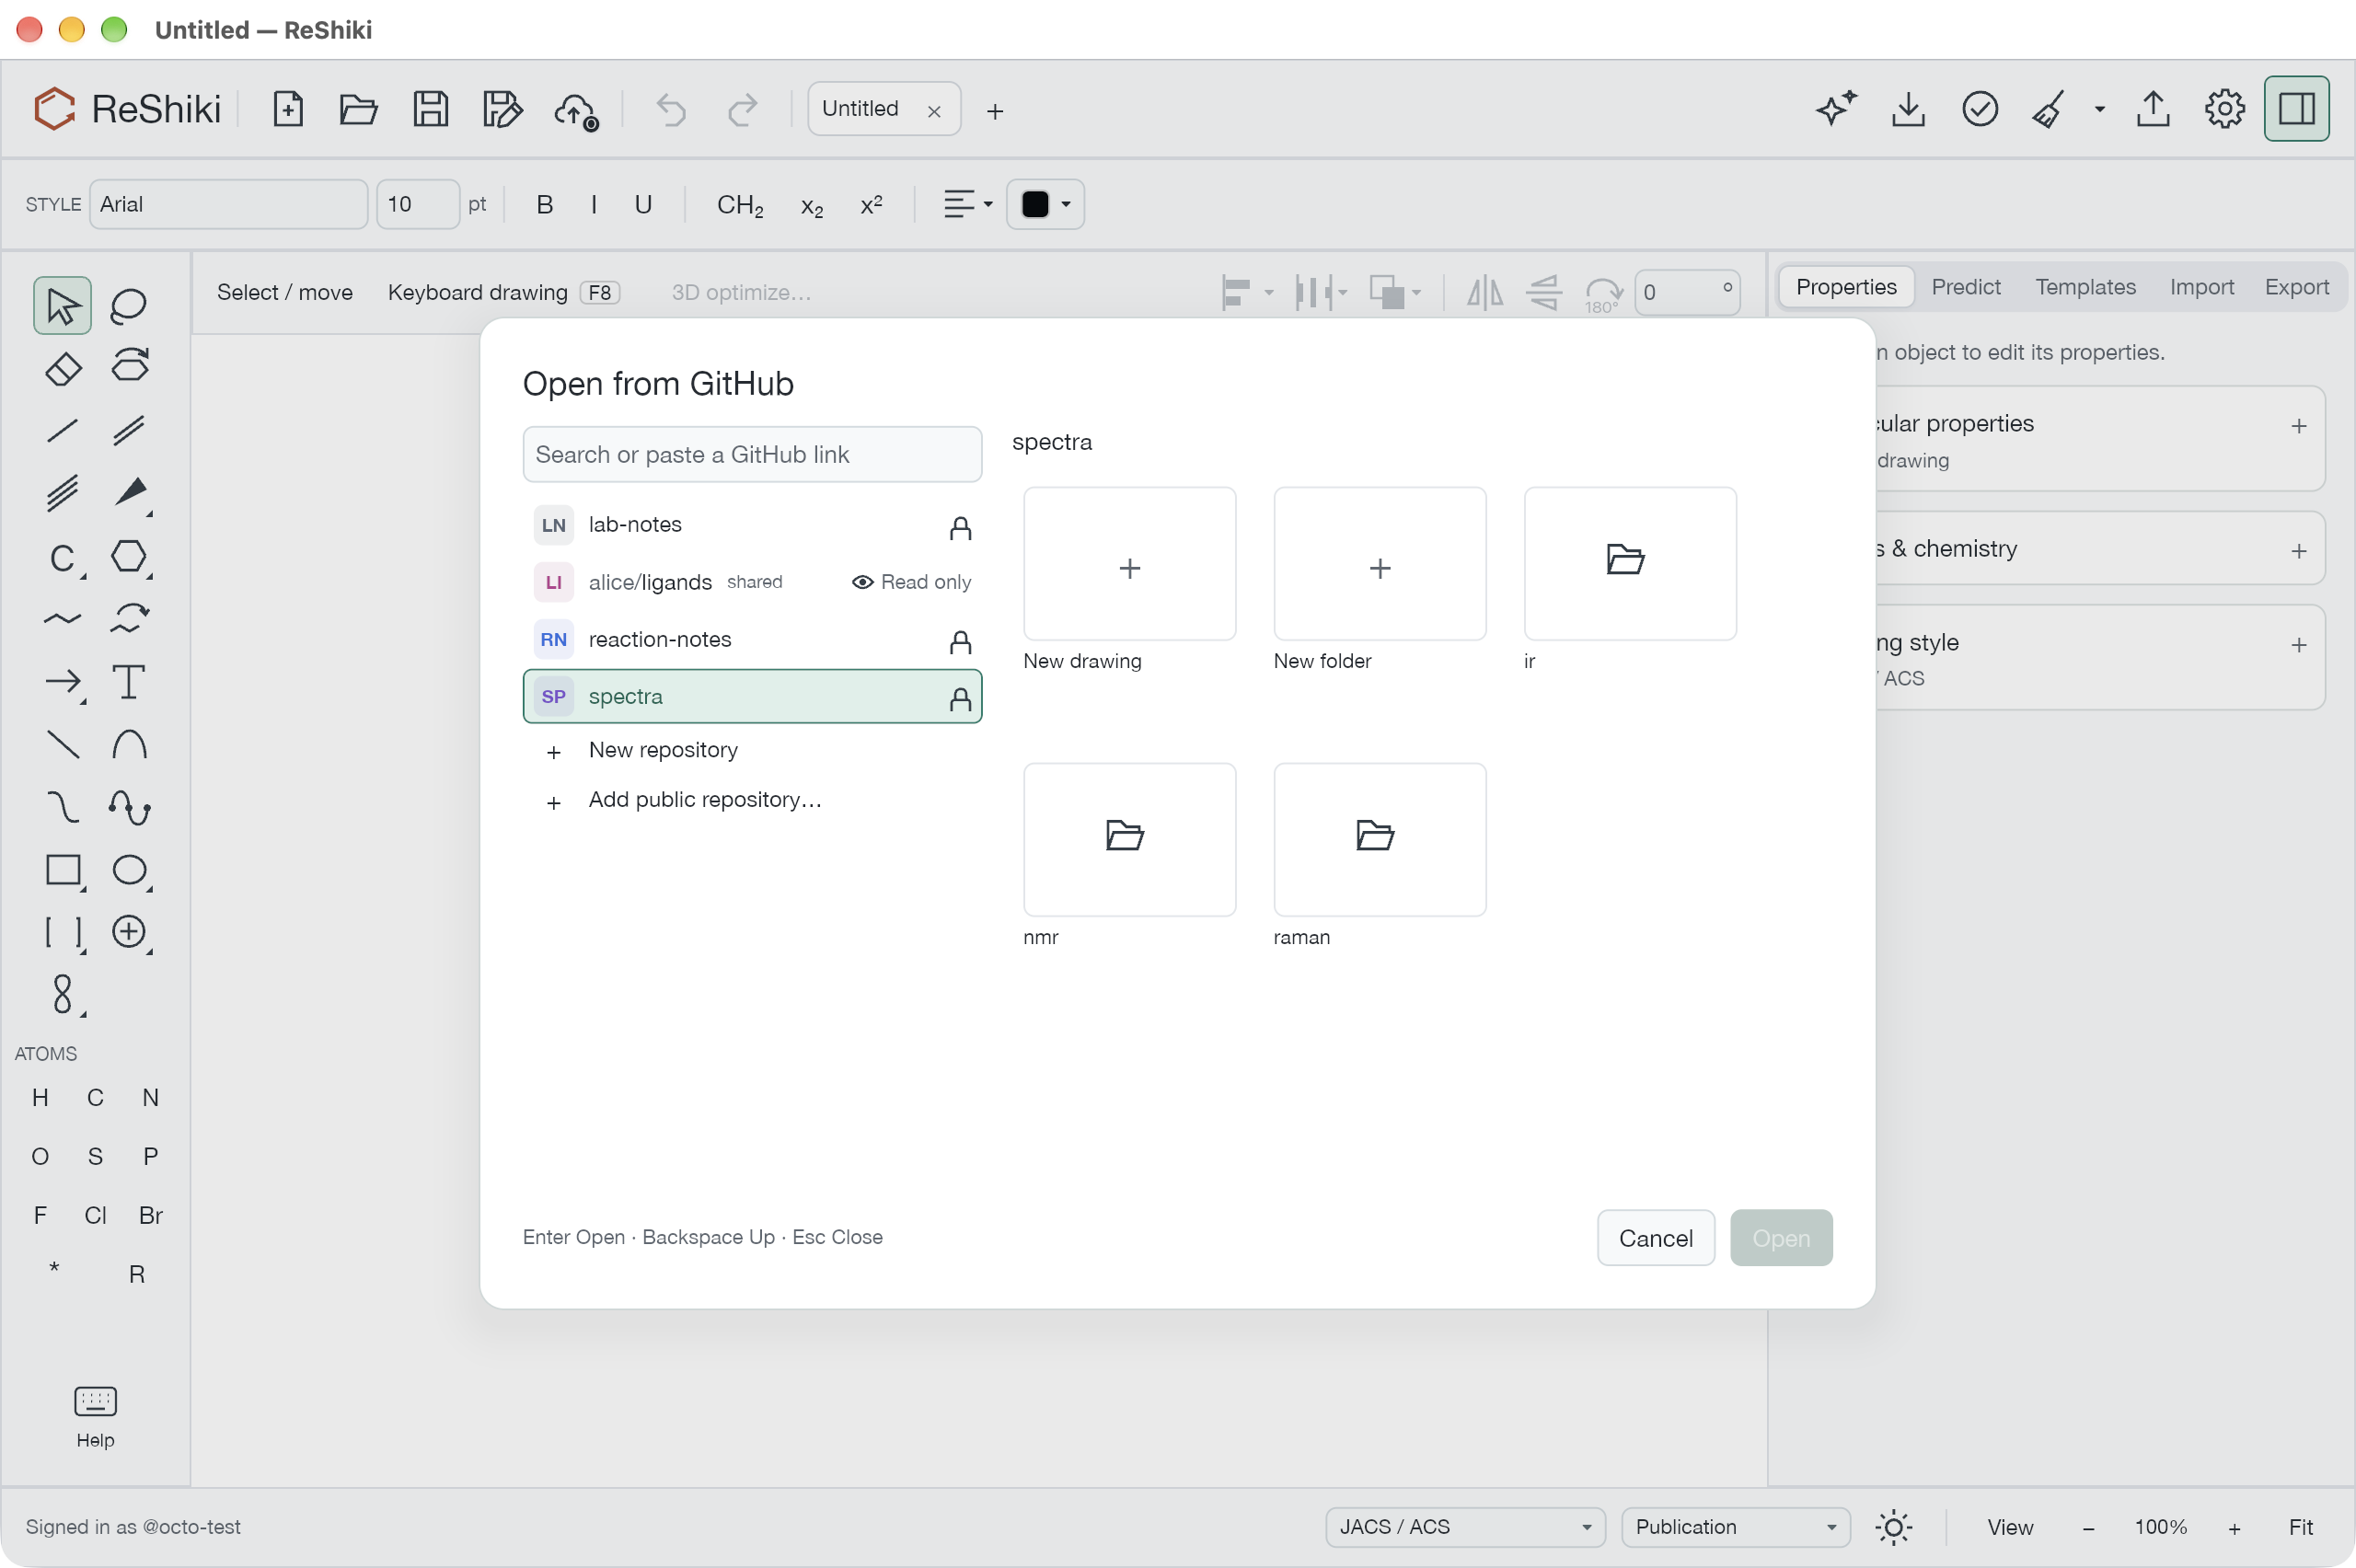 Untitled — ReShiki
ReShiki
Untitled × +
STYLE Arial 10 pt B I U CH₂ x₂ x²
Select / move Keyboard drawing F8 3D optimize...
180° 0 °
Properties Predict Templates Import Export
n object to edit its properties.
cular properties +
drawing
s & chemistry +
ng style +
/ ACS
Open from GitHub
Search or paste a GitHub link
LN lab-notes
LI alice/ligands shared Read only
RN reaction-notes
SP spectra
+ New repository
+ Add public repository...
spectra
+ +
New drawing New folder ir
nmr raman
Enter Open · Backspace Up · Esc Close
Cancel Open
C
T
[ ]
ATOMS
H C N
O S P
F Cl Br
* R
Help
Signed in as @octo-test
JACS / ACS Publication View – 100% + Fit